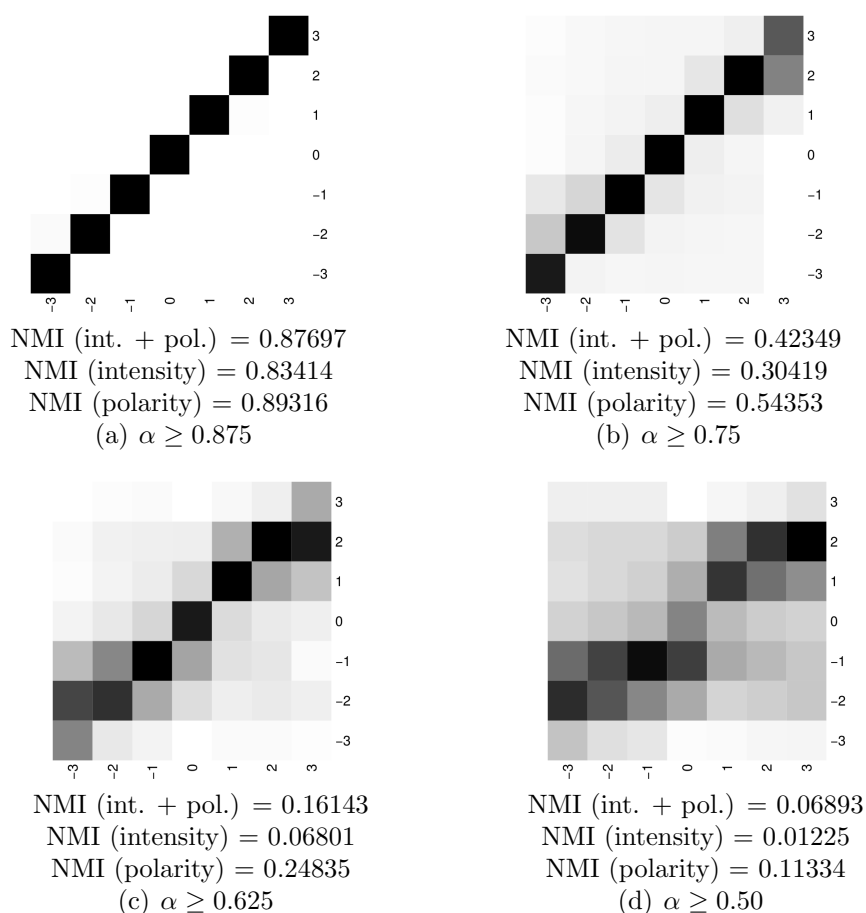 3
2
1
0
−1
−2
−3
−3 −2 −1 0 1 2 3
NMI (int. + pol.) = 0.87697
NMI (intensity) = 0.83414
NMI (polarity) = 0.89316
(a) α ≥ 0.875
3
2
1
0
−1
−2
−3
−3 −2 −1 0 1 2 3
NMI (int. + pol.) = 0.42349
NMI (intensity) = 0.30419
NMI (polarity) = 0.54353
(b) α ≥ 0.75
3
2
1
0
−1
−2
−3
−3 −2 −1 0 1 2 3
NMI (int. + pol.) = 0.16143
NMI (intensity) = 0.06801
NMI (polarity) = 0.24835
(c) α ≥ 0.625
3
2
1
0
−1
−2
−3
−3 −2 −1 0 1 2 3
NMI (int. + pol.) = 0.06893
NMI (intensity) = 0.01225
NMI (polarity) = 0.11334
(d) α ≥ 0.50